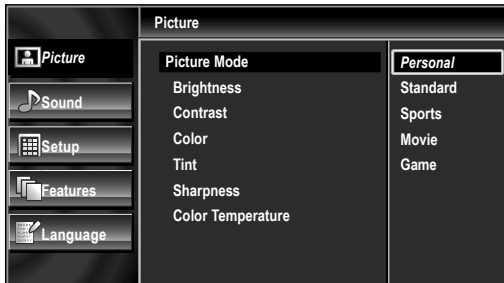 Picture
Picture
Sound
Setup
Features
Language
Picture Mode
Brightness
Contrast
Color
Tint
Sharpness
Color Temperature
Personal
Standard
Sports
Movie
Game